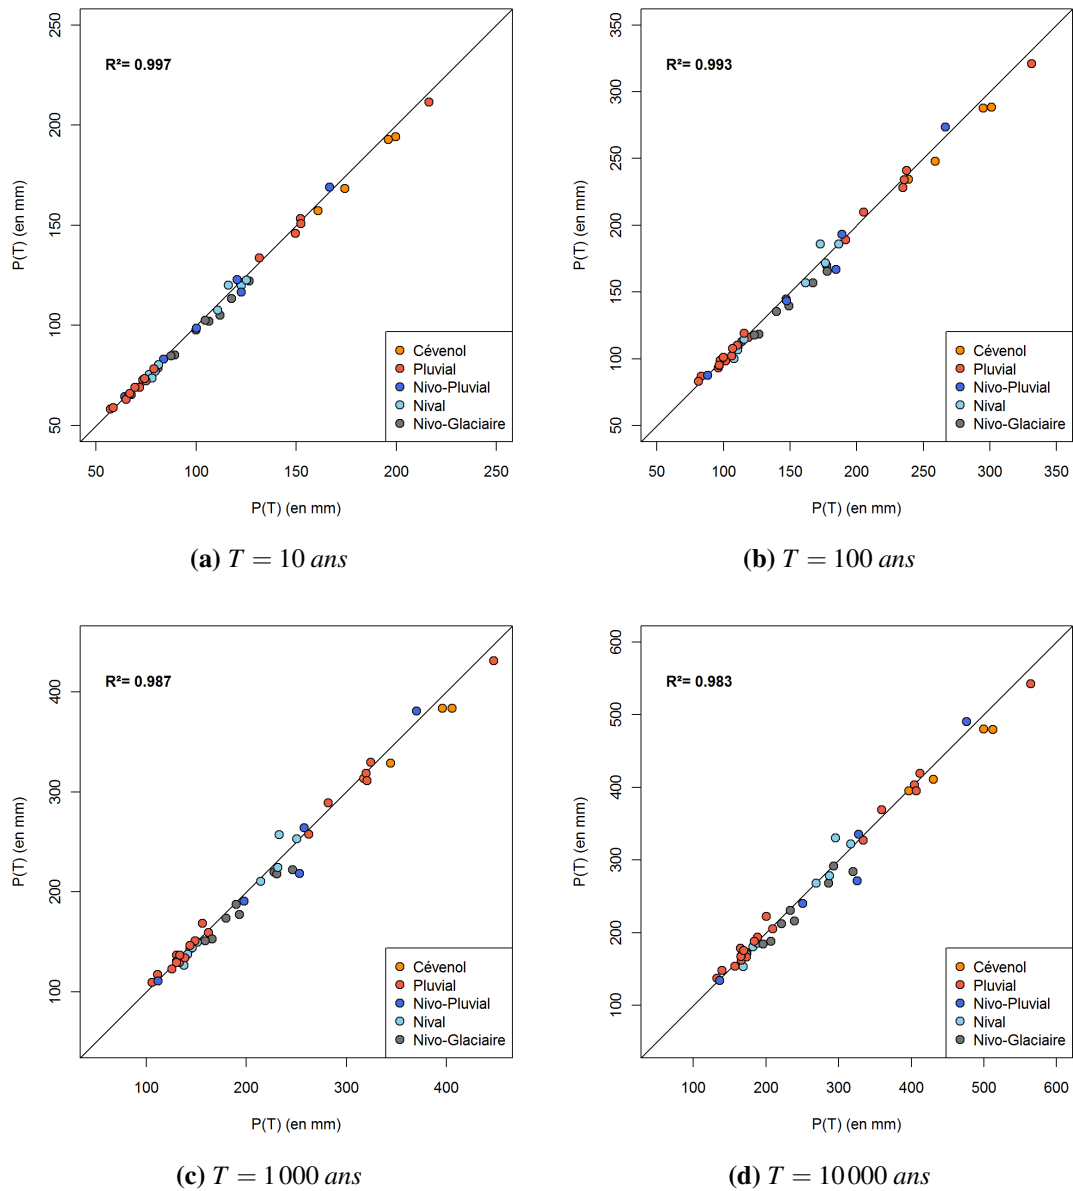 R²= 0.997
250
200
150
100
50
P(T) (en mm)
Cévenol
Pluvial
Nivo-Pluvial
Nival
Nivo-Glaciaire
50 100 150 200 250
P(T) (en mm)
(a) T = 10 ans
R²= 0.993
350
300
250
200
150
100
50
P(T) (en mm)
Cévenol
Pluvial
Nivo-Pluvial
Nival
Nivo-Glaciaire
50 100 150 200 250 300 350
P(T) (en mm)
(b) T = 100 ans
R²= 0.987
400
300
200
100
P(T) (en mm)
Cévenol
Pluvial
Nivo-Pluvial
Nival
Nivo-Glaciaire
100 200 300 400
P(T) (en mm)
(c) T = 1000 ans
R²= 0.983
600
500
400
300
200
100
P(T) (en mm)
Cévenol
Pluvial
Nivo-Pluvial
Nival
Nivo-Glaciaire
100 200 300 400 500 600
P(T) (en mm)
(d) T = 10000 ans